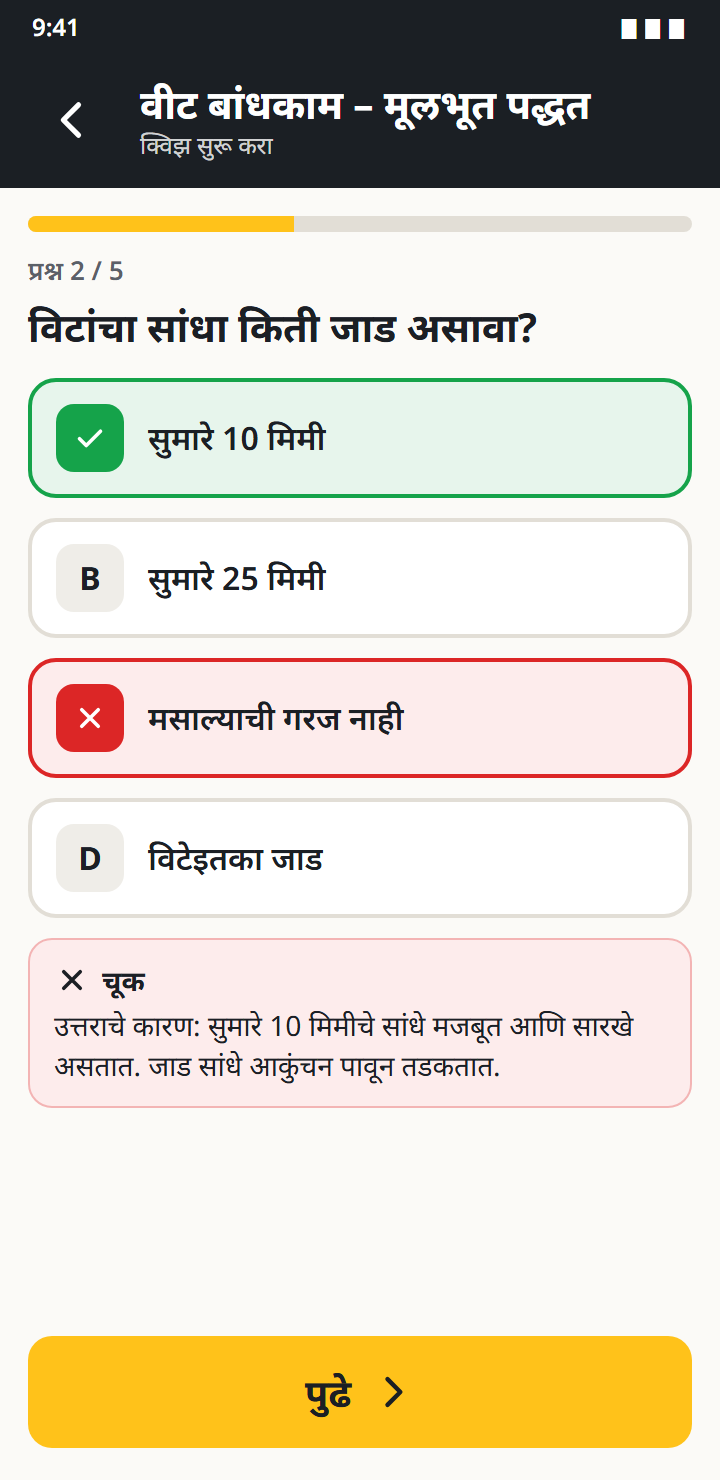 9:41
वीट बांधकाम – मूलभूत पद्धत
क्विझ सुरू करा
प्रश्न 2 / 5
विटांचा सांधा किती जाड असावा?
सुमारे 10 मिमी
B
सुमारे 25 मिमी
मसाल्याची गरज नाही
D
विटेइतका जाड
चूक
उत्तराचे कारण: सुमारे 10 मिमीचे सांधे मजबूत आणि सारखे
असतात. जाड सांधे आकुंचन पावून तडकतात.
पुढे